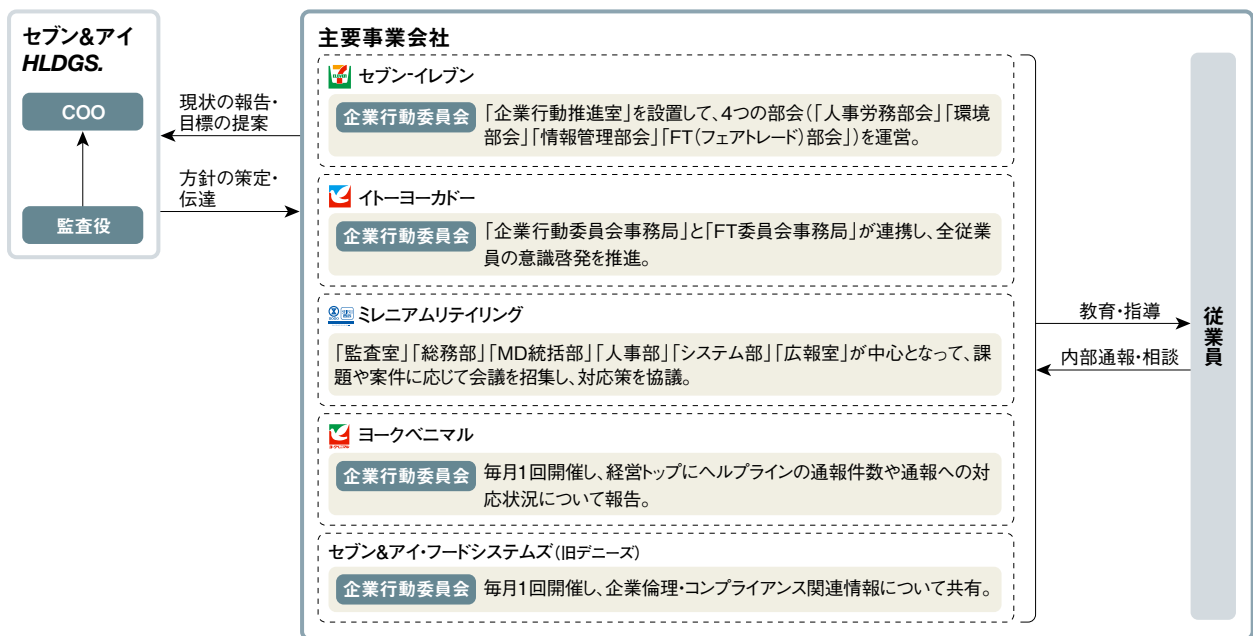 セブン&アイ
HLDGS.
COO
監査役
現状の報告・
目標の提案
方針の策定・
伝達
主要事業会社
セブン-イレブン
企業行動委員会
「企業行動推進室」を設置して、4つの部会(「人事労務部会」「環境
部会」「情報管理部会」「FT(フェアトレード)部会」)を運営。
イトーヨーカドー
企業行動委員会
「企業行動委員会事務局」と「FT委員会事務局」が連携し、全従業
員の意識啓発を推進。
ミレニアムリテイリング
「監査室」「総務部」「MD統括部」「人事部」「システム部」「広報室」が中心となって、課
題や案件に応じて会議を招集し、対応策を協議。
ヨークベニマル
企業行動委員会
毎月1回開催し、経営トップにヘルプラインの通報件数や通報への対
応状況について報告。
セブン&アイ・フードシステムズ(旧デニーズ)
企業行動委員会
毎月1回開催し、企業倫理・コンプライアンス関連情報について共有。
教育・指導
内部通報・相談
従業員